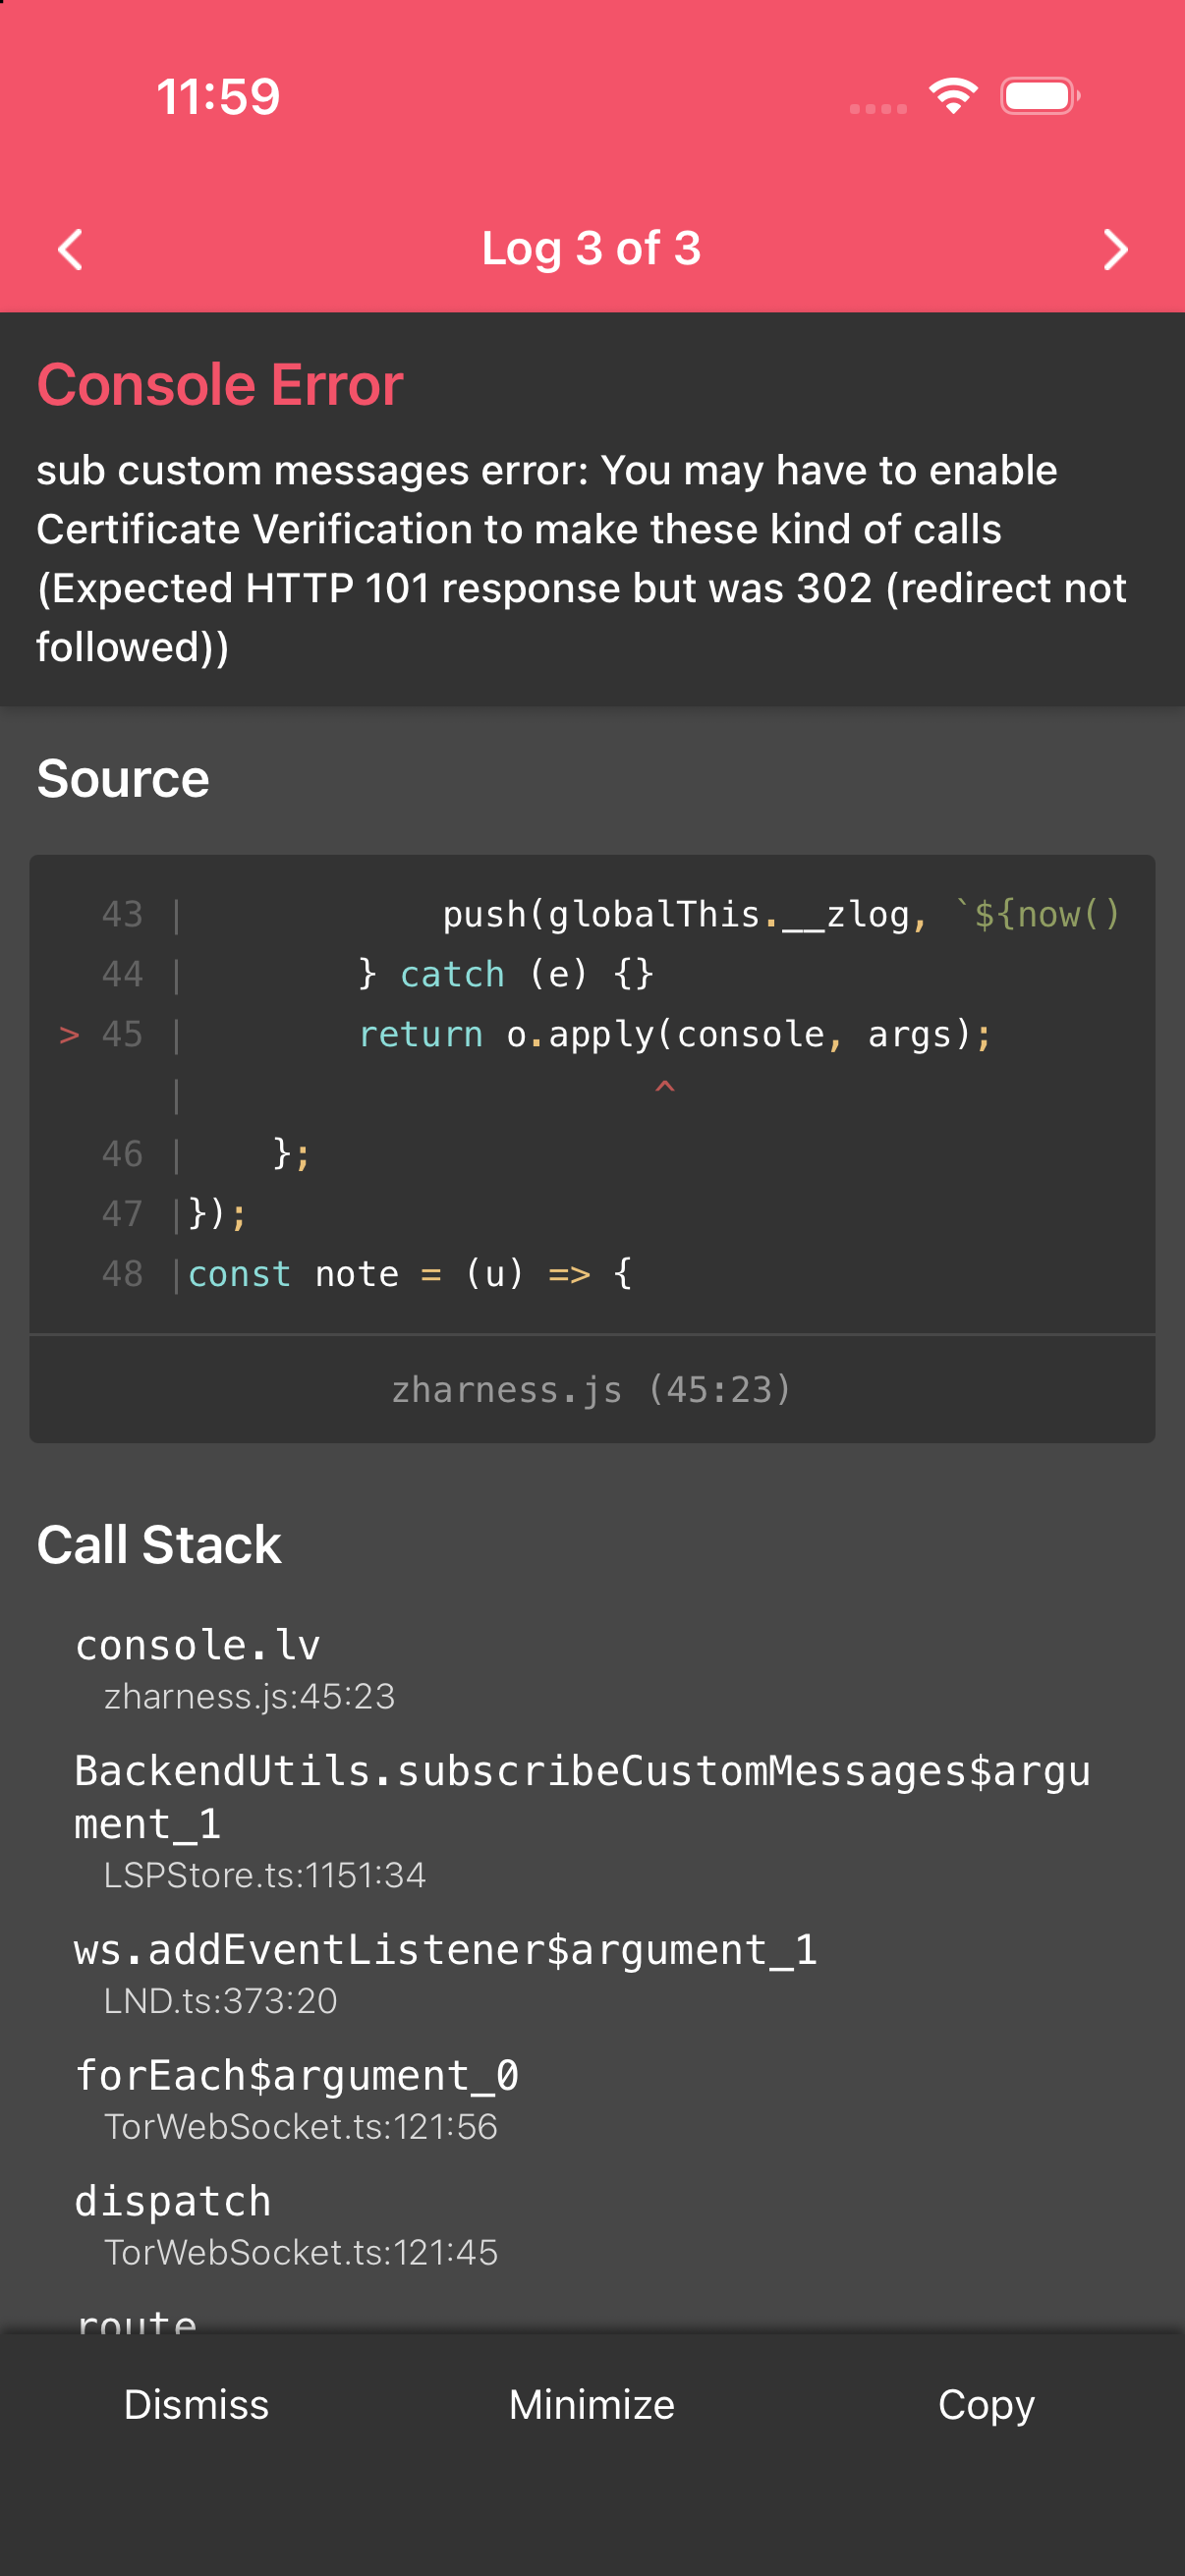 11:59
Log 3 of 3
Console Error
sub custom messages error: You may have to enable
Certificate Verification to make these kind of calls
(Expected HTTP 101 response but was 302 (redirect not
followed))
Source
43 |            push(globalThis.__zlog, `${now()
44 |        } catch (e) {}
> 45 |        return o.apply(console, args);
|                      ^
46 |    };
47 |});
48 |const note = (u) => {
zharness.js (45:23)
Call Stack
console.lv
zharness.js:45:23
BackendUtils.subscribeCustomMessages$argu
ment_1
LSPStore.ts:1151:34
ws.addEventListener$argument_1
LND.ts:373:20
forEach$argument_0
TorWebSocket.ts:121:56
dispatch
TorWebSocket.ts:121:45
route
Dismiss
Minimize
Copy